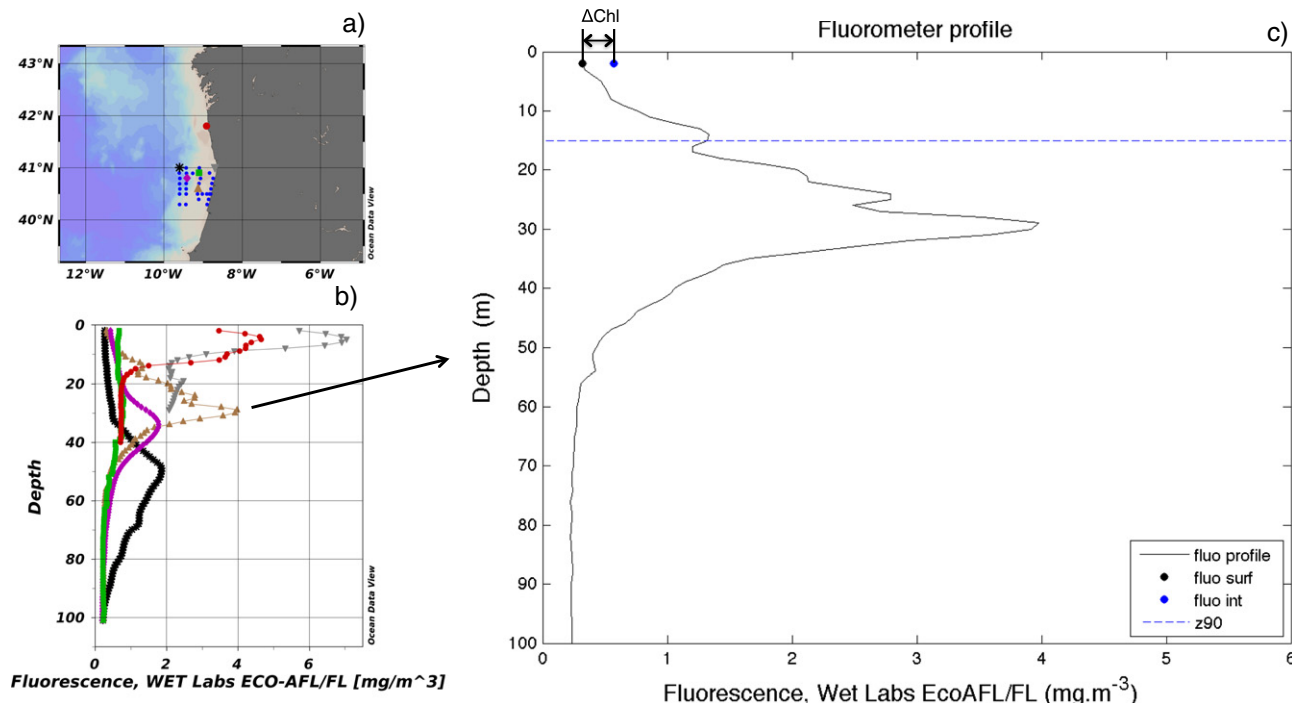 a)
43°N
42°N
41°N
40°N
12°W
10°W
8°W
6°W
Ocean Data View
b)
0
20
40
60
80
100
Depth
0
2
4
6
Fluorescence, WET Labs ECO-AFL/FL [mg/m^3]
Ocean Data View
ΔChl
Fluorometer profile
c)
0
10
20
30
40
50
60
70
80
90
100
Depth (m)
fluo profile
fluo surf
fluo int
z90
0
1
2
3
4
5
6
Fluorescence, Wet Labs EcoAFL/FL (mg.m⁻³)